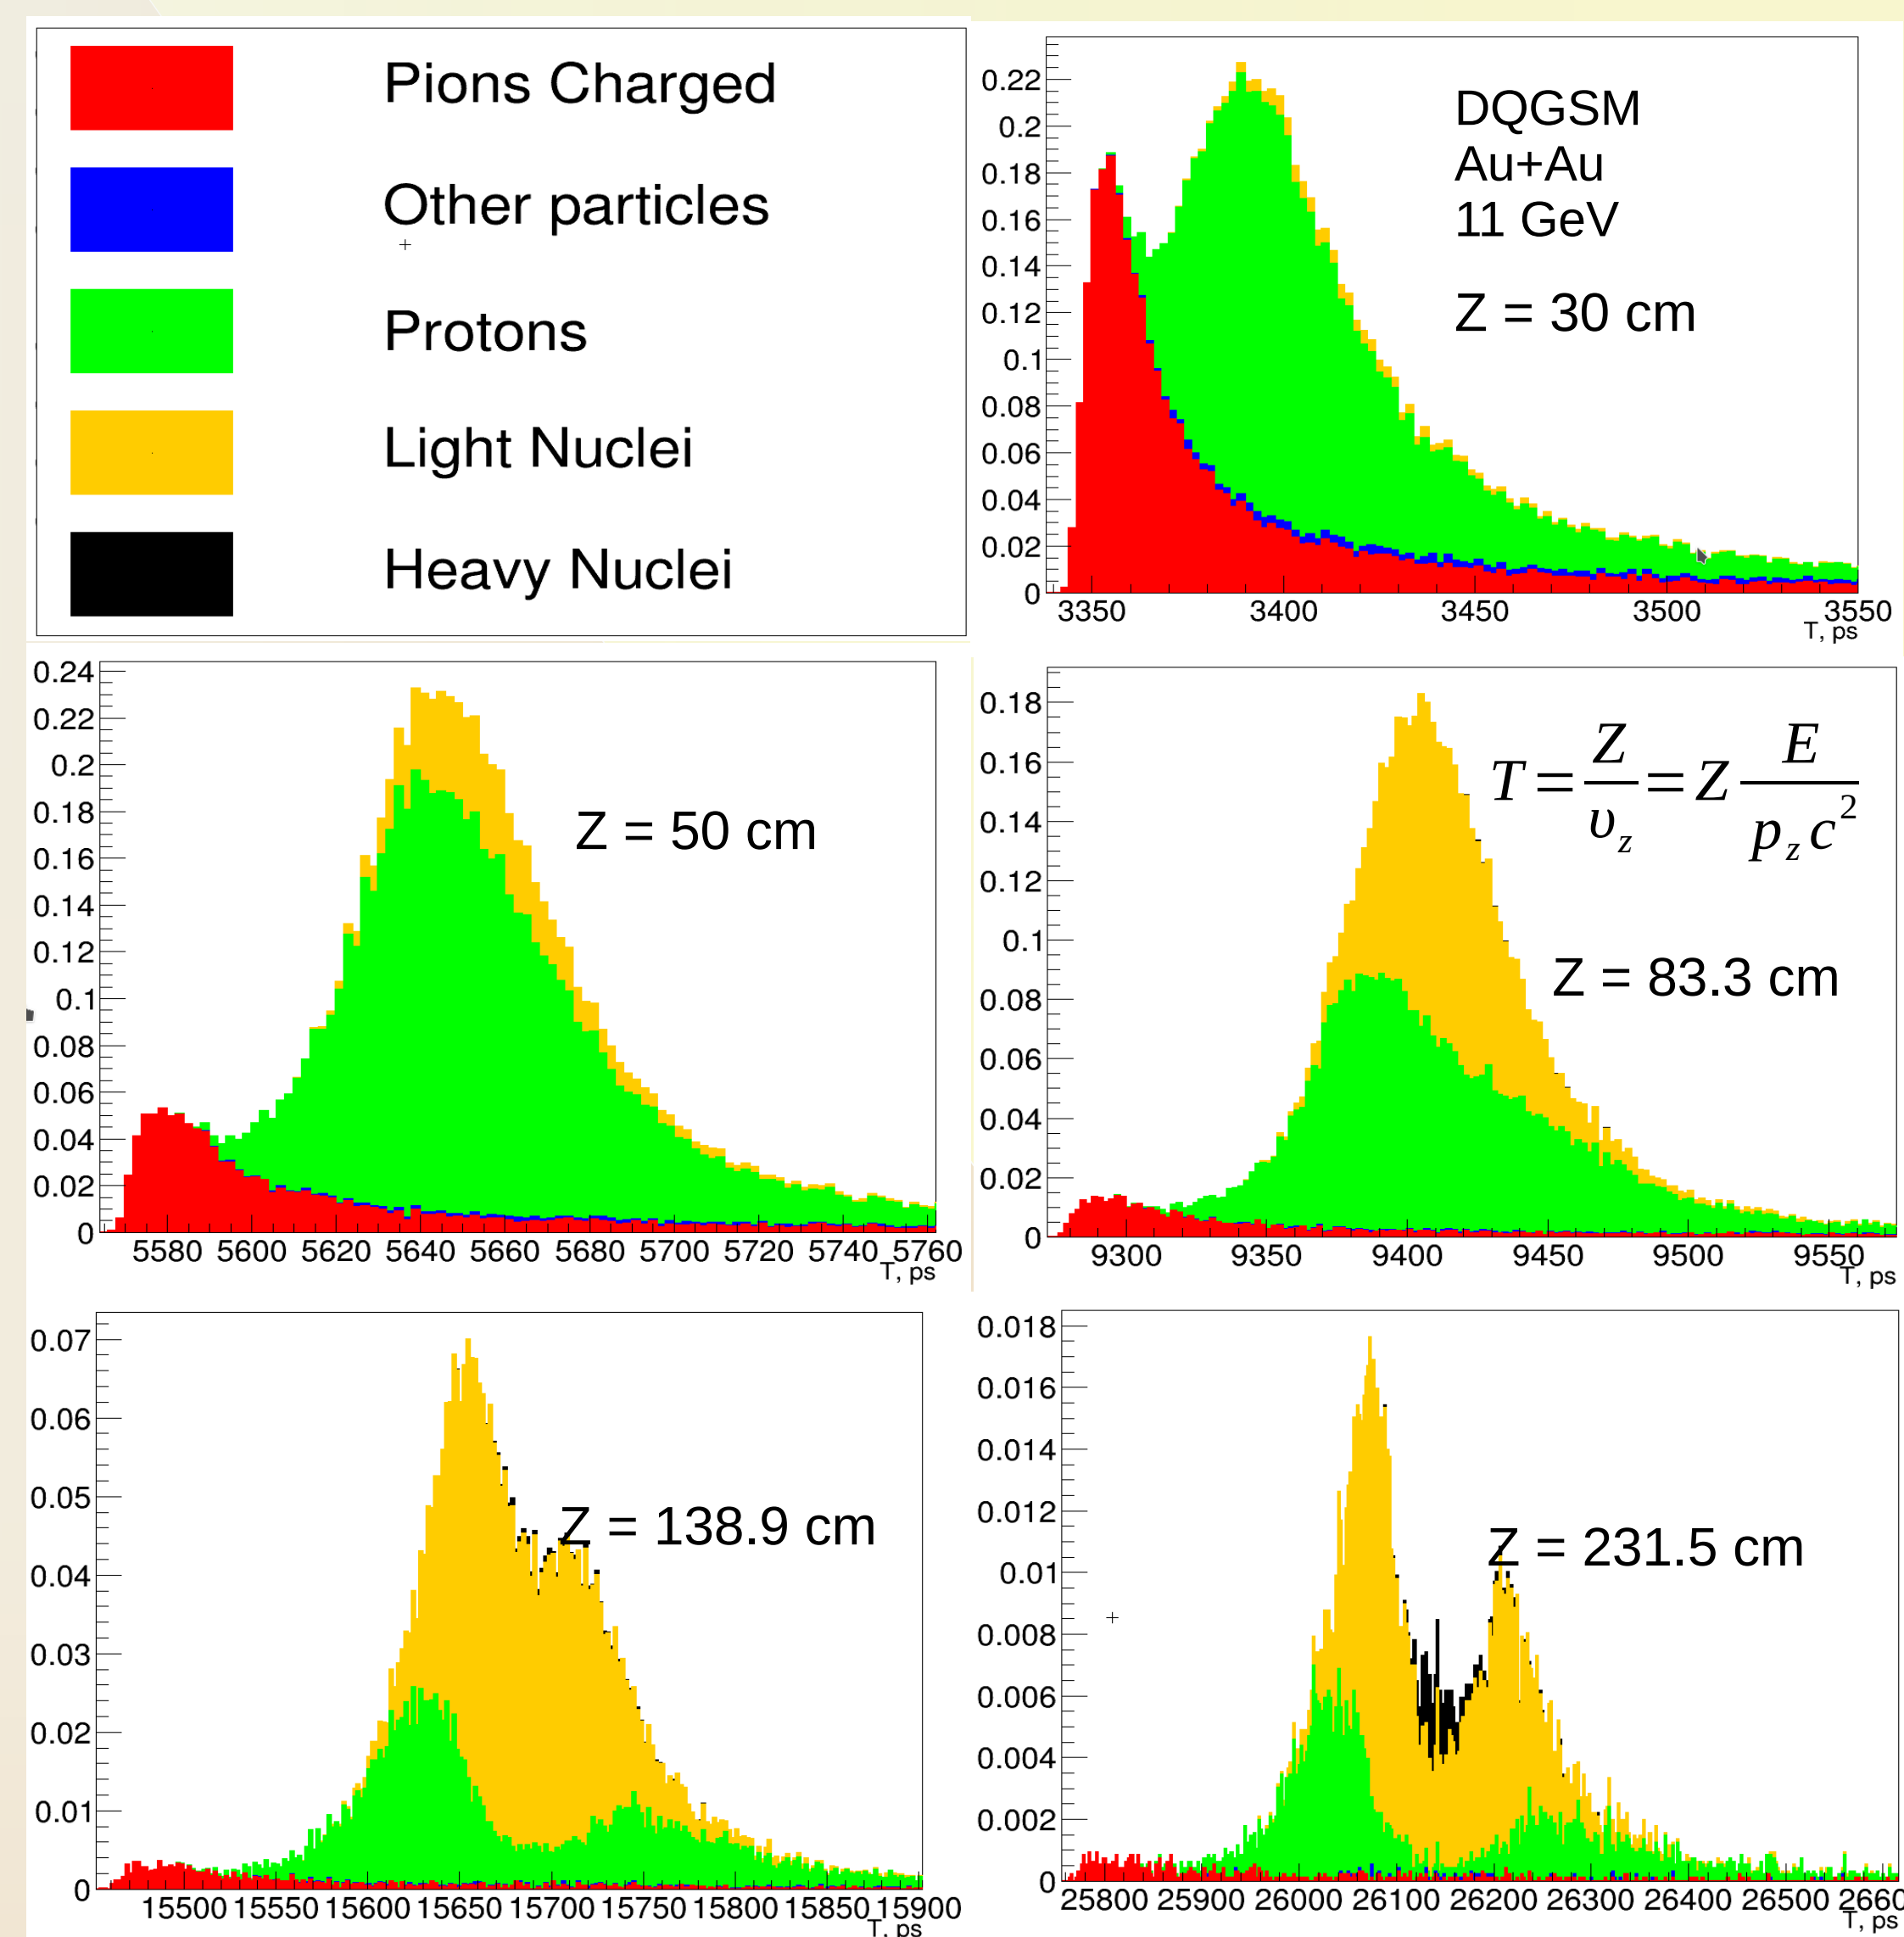 Pions Charged
Other particles
Protons
Light Nuclei
Heavy Nuclei
0.22
0.2
0.18
0.16
0.14
0.12
0.1
0.08
0.06
0.04
0.02
0
DQGSM
Au+Au
11 GeV
Z = 30 cm
3350 3400 3450 3500 3550
T, ps
0.24
0.22
0.2
0.18
0.16
0.14
0.12
0.1
0.08
0.06
0.04
0.02
0
Z = 50 cm
5580 5600 5620 5640 5660 5680 5700 5720 5740 5760
T, ps
0.18
0.16
0.14
0.12
0.1
0.08
0.06
0.04
0.02
0
T = Z / υ_z = Z E / p_z c^2
Z = 83.3 cm
9300 9350 9400 9450 9500 9550
T, ps
0.07
0.06
0.05
0.04
0.03
0.02
0.01
0
Z = 138.9 cm
15500 15550 15600 15650 15700 15750 15800 15850 15900
T, ps
0.018
0.016
0.014
0.012
0.01
0.008
0.006
0.004
0.002
0
Z = 231.5 cm
25800 25900 26000 26100 26200 26300 26400 26500
T, ps